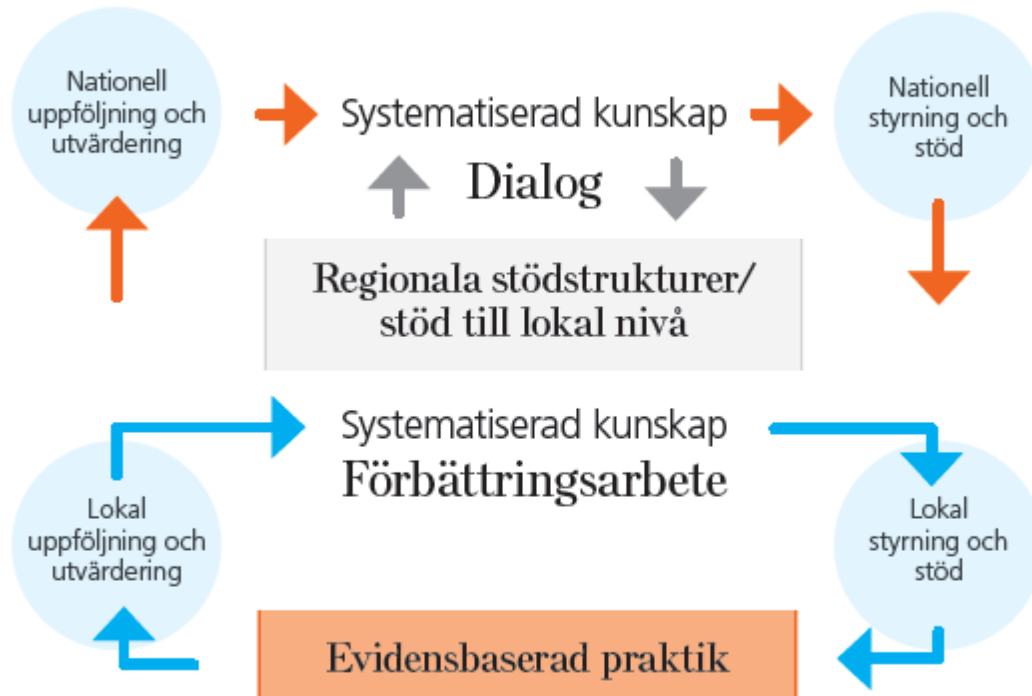 Nationell
uppföljning och
utvärdering
Systematiserad kunskap
Dialog
Nationell
styrning och
stöd
Regionala stödstrukturer/
stöd till lokal nivå
Systematiserad kunskap
Förbättringsarbete
Lokal
uppföljning och
utvärdering
Lokal
styrning och
stöd
Evidensbaserad praktik